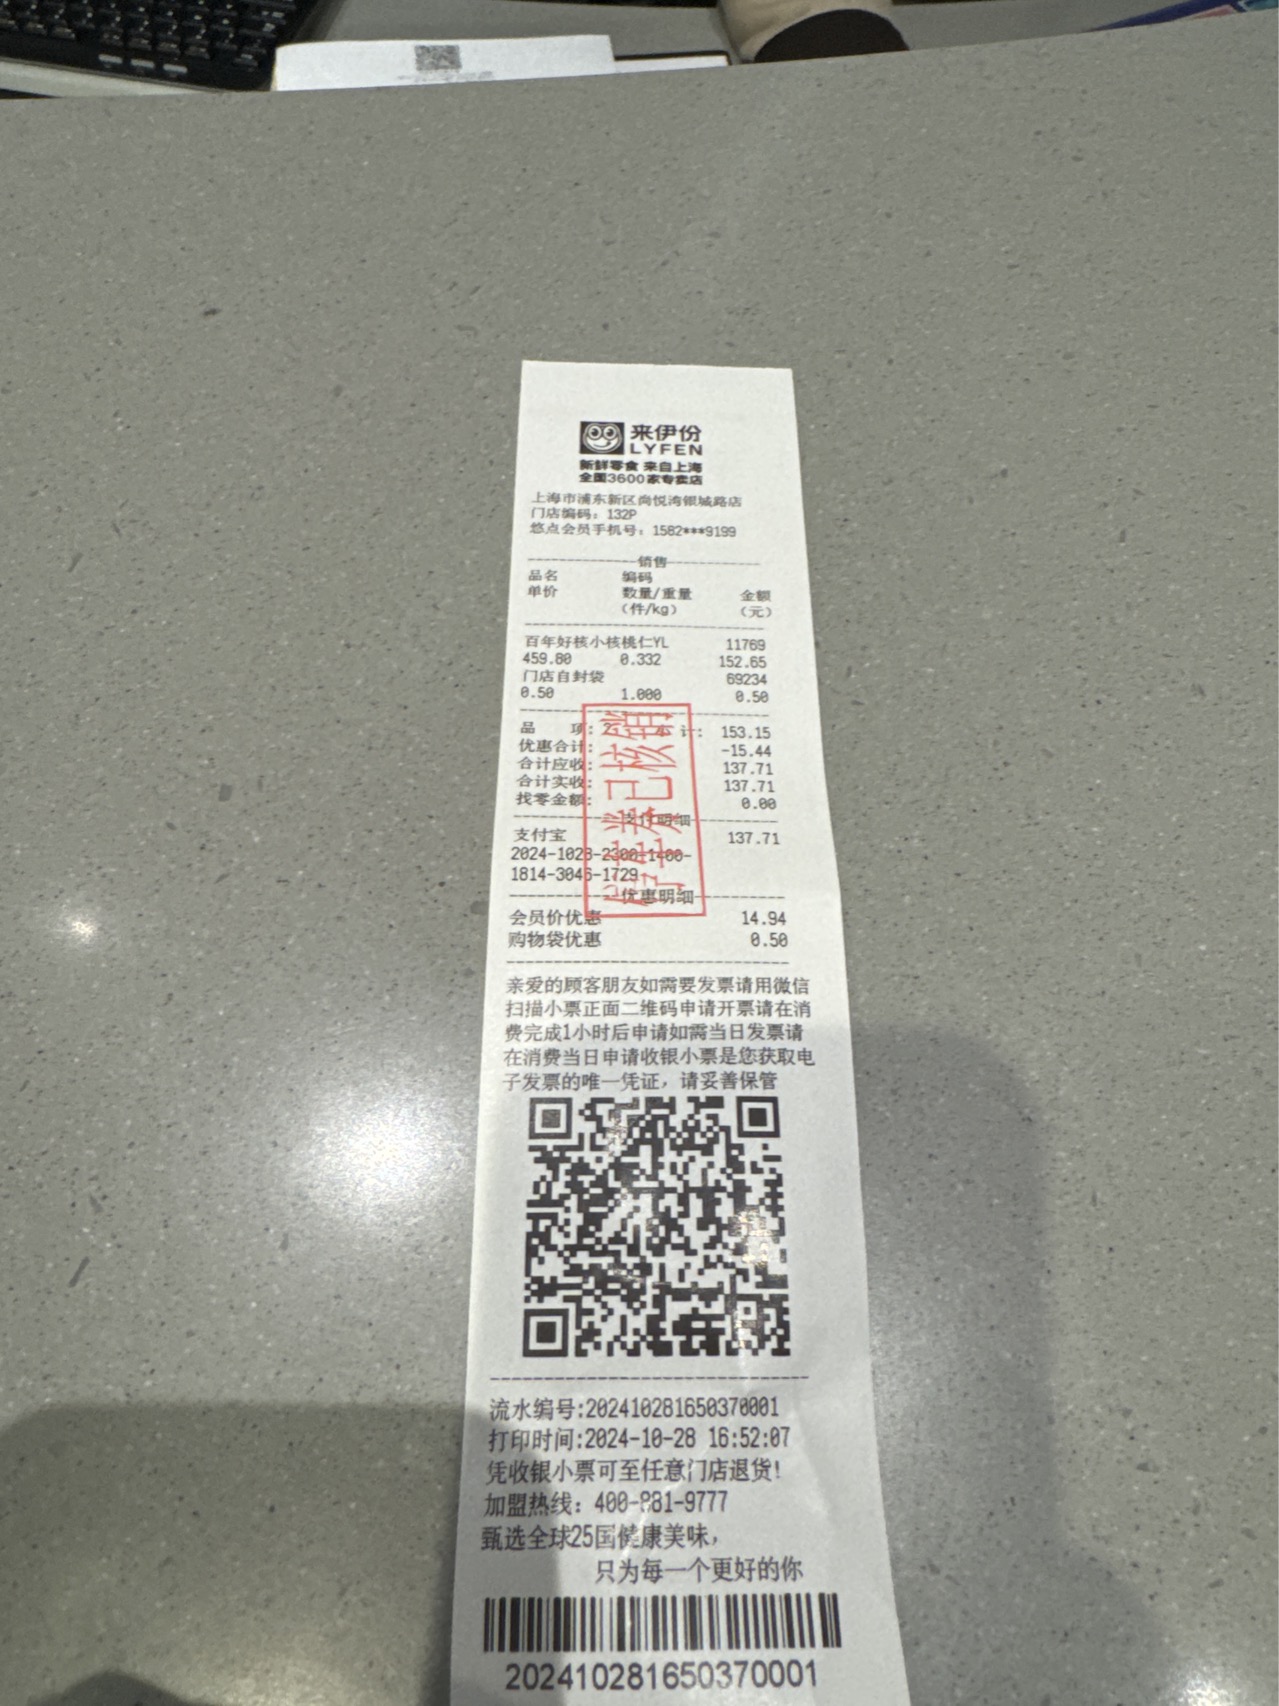 来伊份
LYFEN
新鲜零食 来自上海
全国3600家专卖店
上海市浦东新区尚悦湾银城路店
门店编码：132P
悠点会员手机号：1582***9199
销售
品名 编码
单价 数量/重量 金额
（件/kg） （元）
百年好核小核桃仁YL 11769
459.80 0.332 152.65
门店自封袋 69234
0.50 1.000 0.50
品 项: 2 计: 153.15
优惠合计: -15.44
合计应收: 137.71
合计实收: 137.71
找零金额: 0.00
支付明细
支付宝 137.71
2024-1028-2300-1400-
1814-3046-1729-
优惠明细
会员价优惠 14.94
购物袋优惠 0.50
停车券已核销
亲爱的顾客朋友如需要发票请用微信
扫描小票正面二维码申请开票请在消
费完成1小时后申请如需当日发票请
在消费当日申请收银小票是您获取电
子发票的唯一凭证，请妥善保管
流水编号:202410281650370001
打印时间:2024-10-28 16:52:07
凭收银小票可至任意门店退货!
加盟热线：400-881-9777
甄选全球25国健康美味，
只为每一个更好的你
202410281650370001